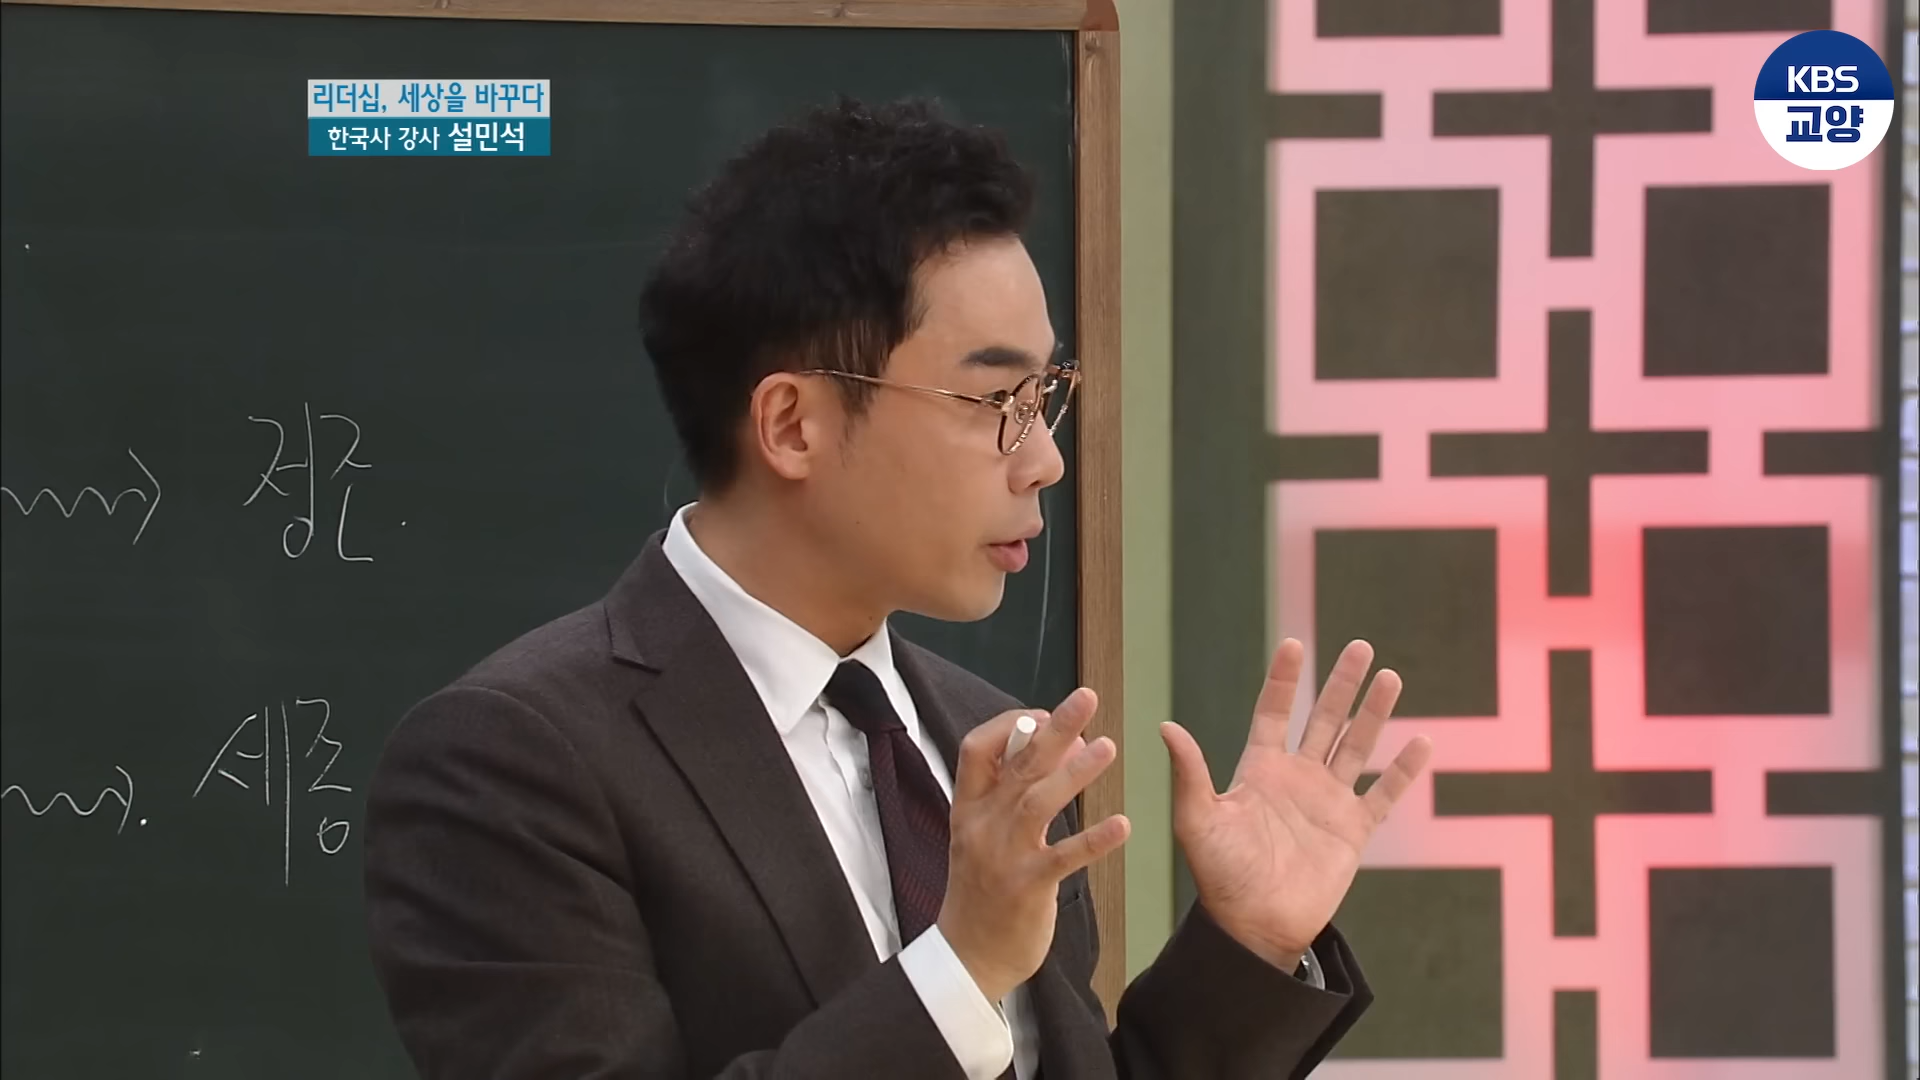 리더십, 세상을 바꾸다
한국사 강사 설민석
KBS
교양
정조
세종